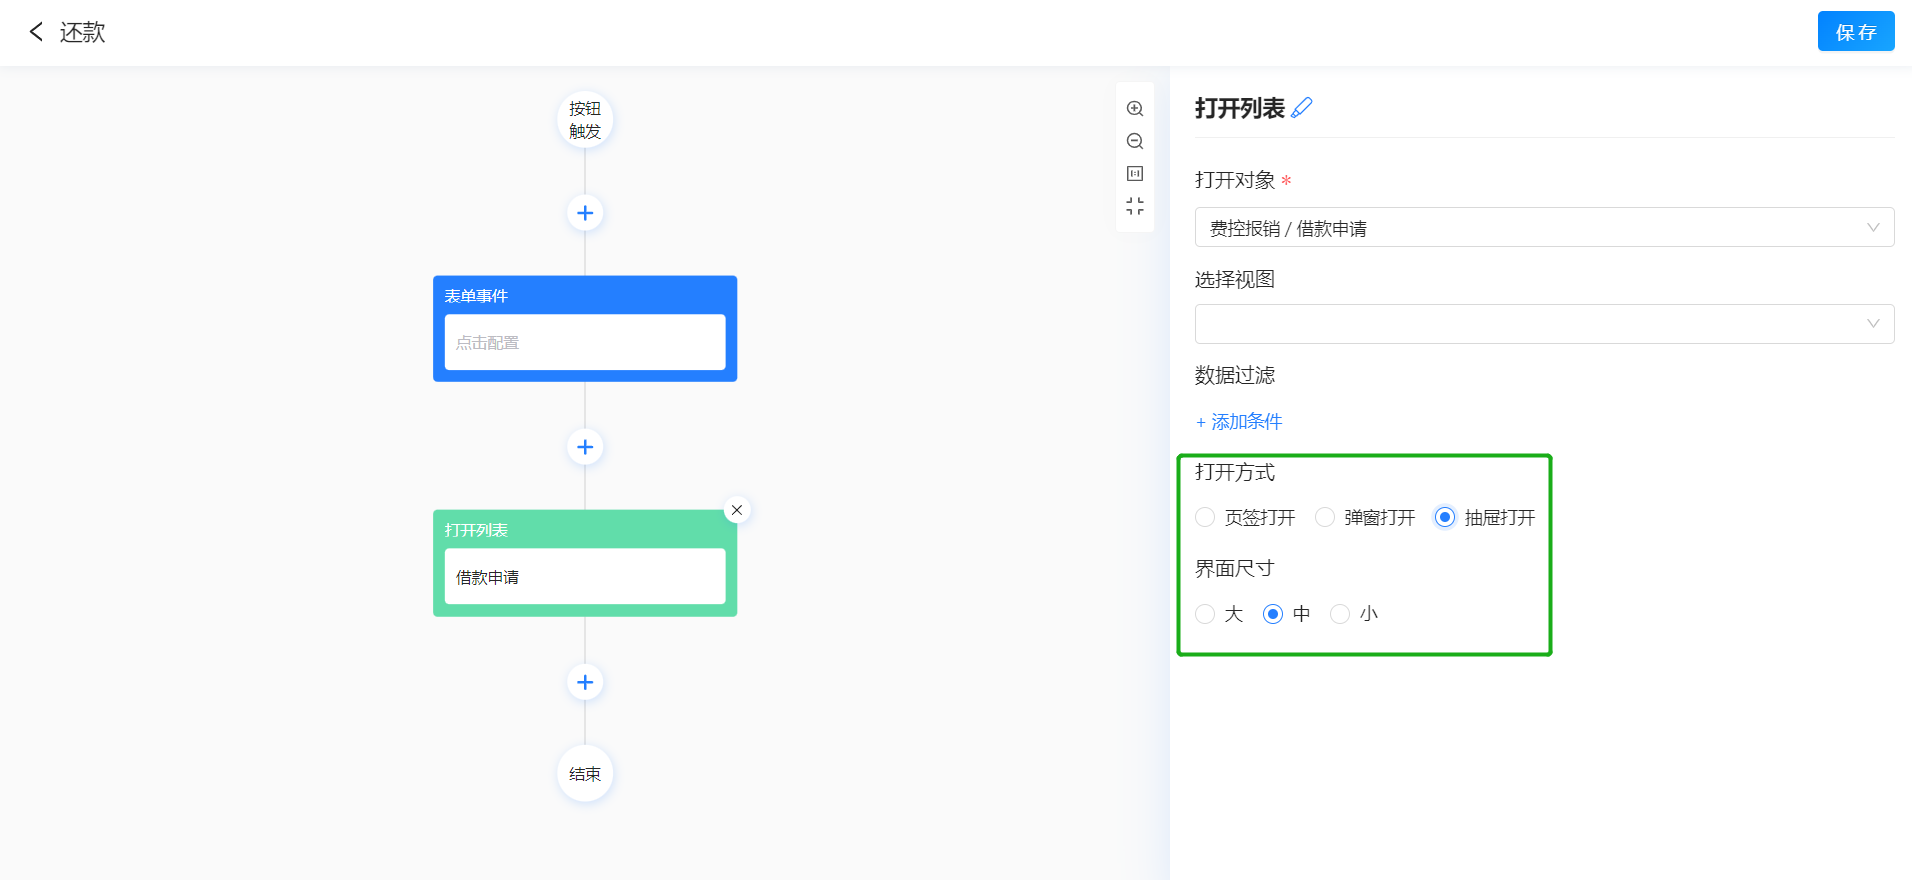 还款
保存
按钮
触发
表单事件
点击配置
打开列表
借款申请
结束
打开列表
打开对象 *
费控报销 / 借款申请
选择视图
数据过滤
+ 添加条件
打开方式
页签打开 弹窗打开 抽屉打开
界面尺寸
大 中 小